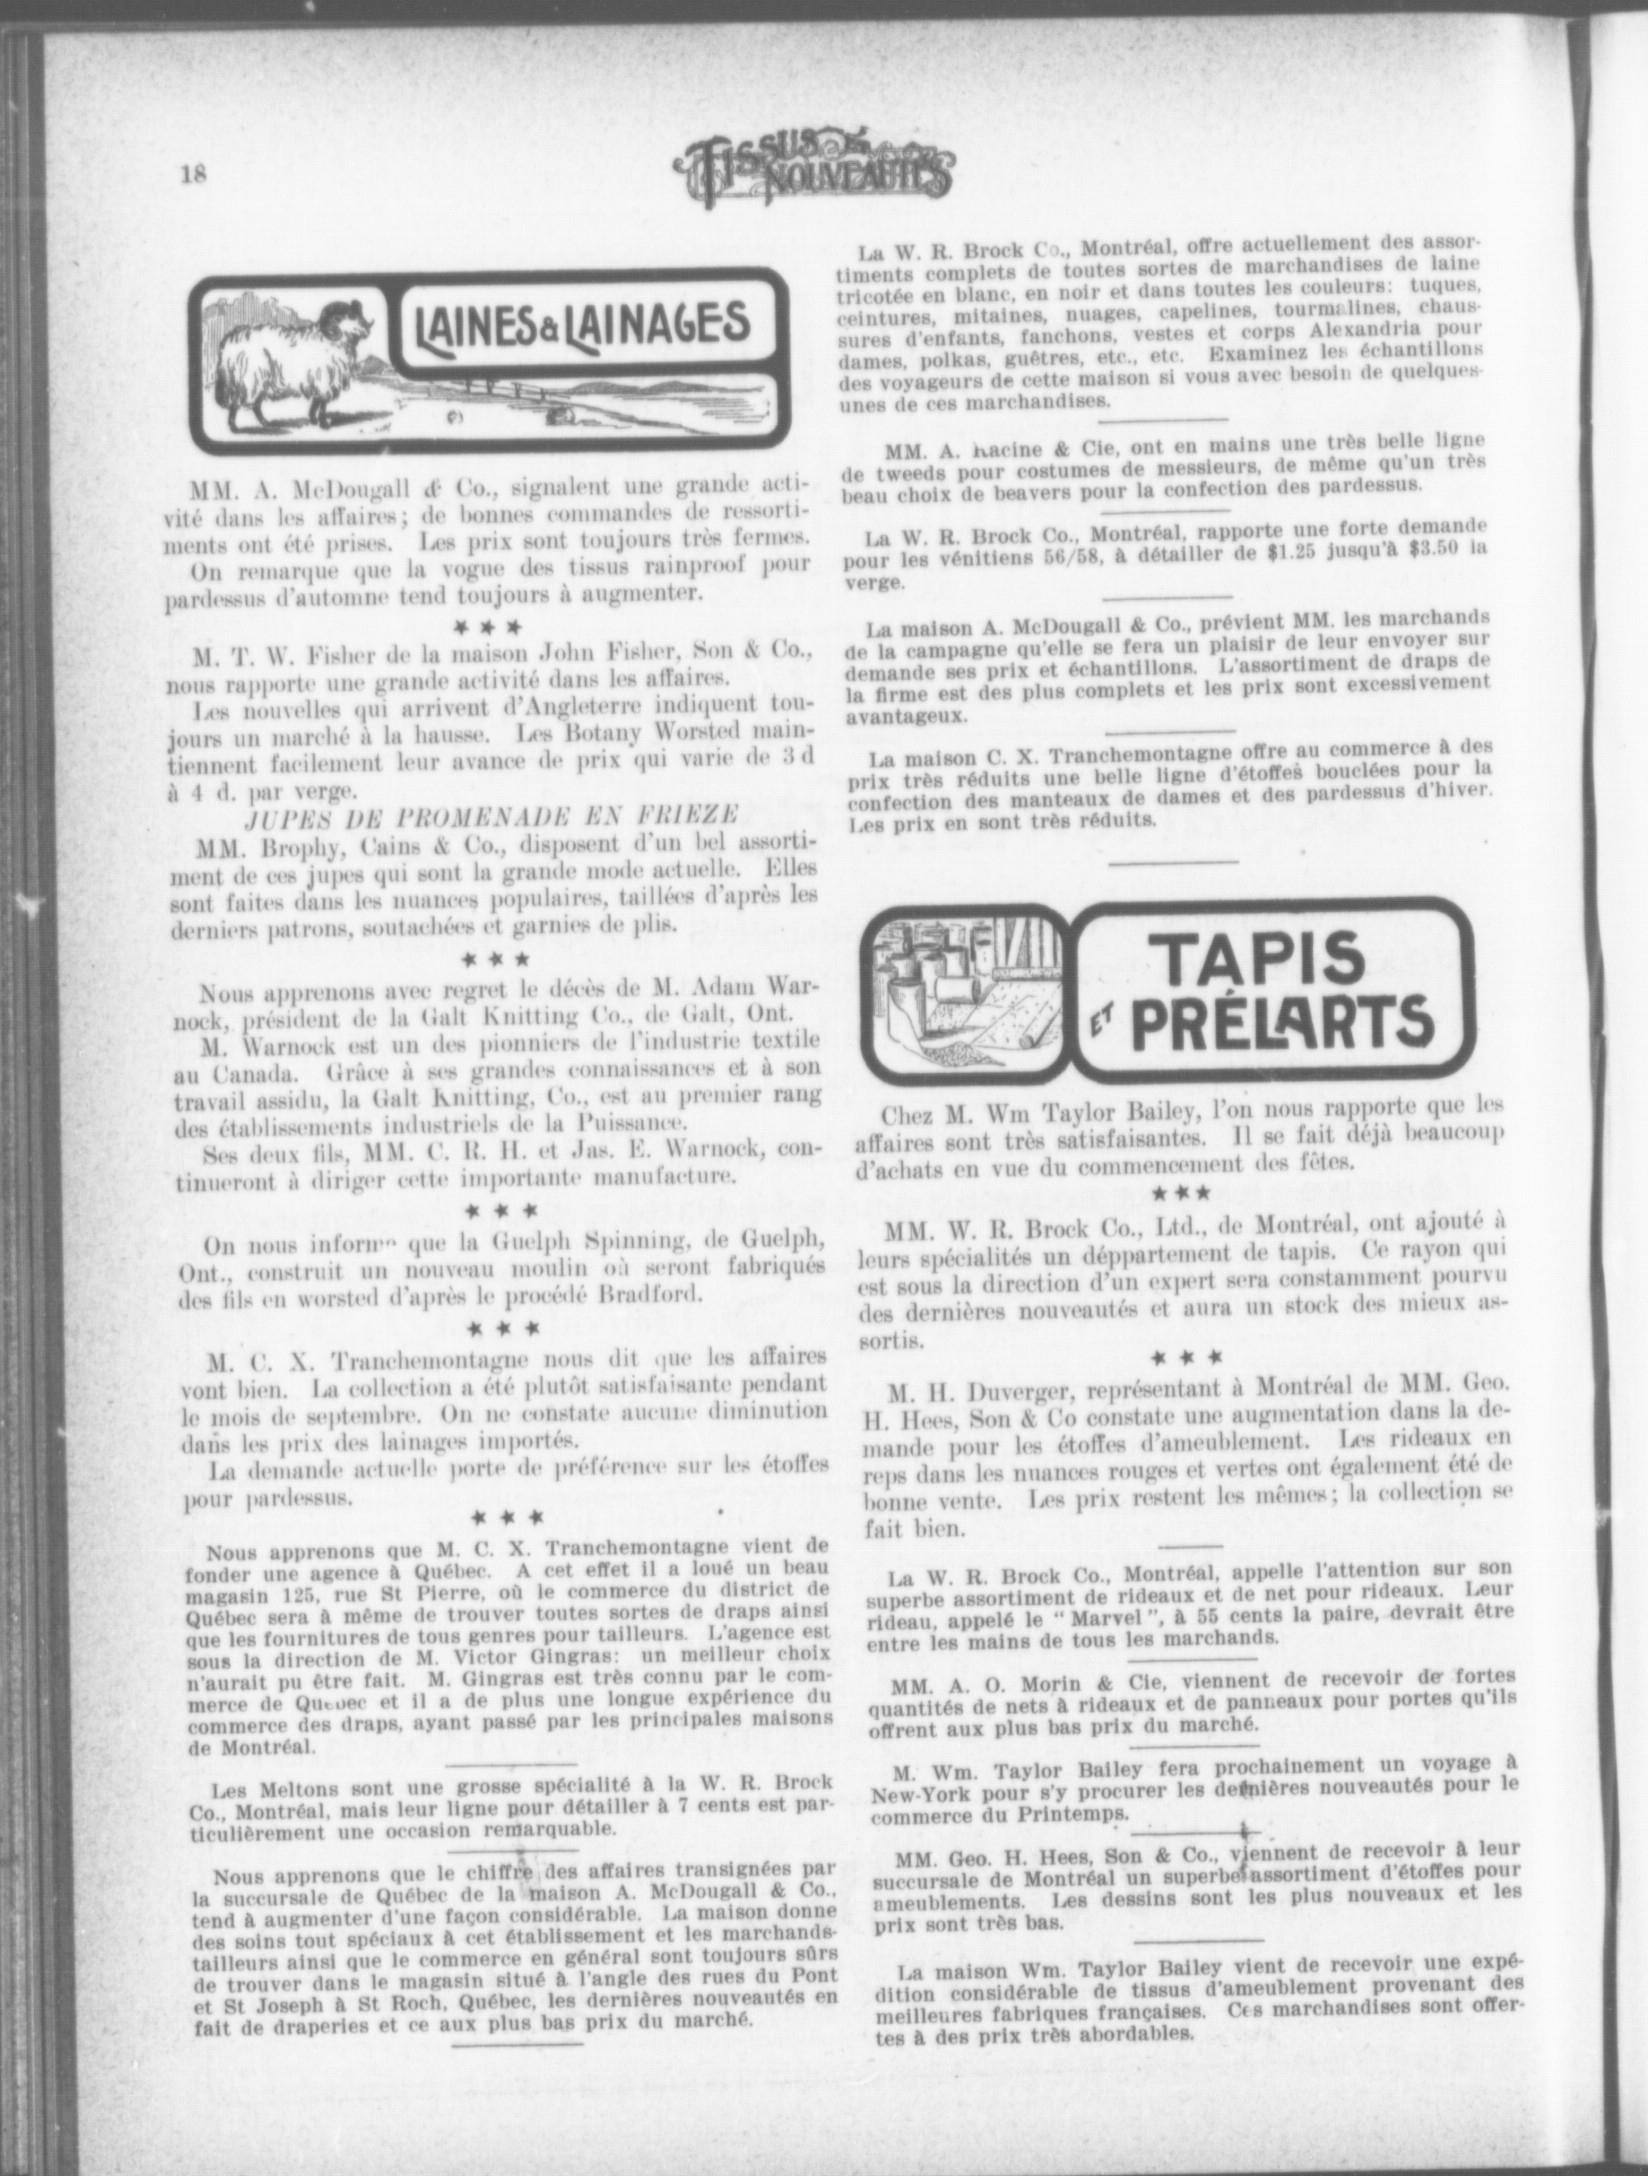 18
TISSUS & NOUVEAUTÉS
LAINES & LAINAGES
MM. A. McDougall & Co., signalent une grande acti-
vité dans les affaires; de bonnes commandes de ressorti-
ments ont été prises. Les prix sont toujours très fermes.
On remarque que la vogue des tissus rainproof pour
pardessus d'automne tend toujours à augmenter.
★ ★ ★
M. T. W. Fisher de la maison John Fisher, Son & Co.,
nous rapporte une grande activité dans les affaires.
Les nouvelles qui arrivent d'Angleterre indiquent tou-
jours un marché à la hausse. Les Botany Worsted main-
tiennent facilement leur avance de prix qui varie de 3 d
à 4 d. par verge.
JUPES DE PROMENADE EN FRIEZE
MM. Brophy, Cains & Co., disposent d'un bel assorti-
ment de ces jupes qui sont la grande mode actuelle. Elles
sont faites dans les nuances populaires, taillées d'après les
derniers patrons, soutachées et garnies de plis.
★ ★ ★
Nous apprenons avec regret le décès de M. Adam War-
nock, président de la Galt Knitting Co., de Galt, Ont.
M. Warnock est un des pionniers de l'industrie textile
au Canada. Grâce à ses grandes connaissances et à son
travail assidu, la Galt Knitting, Co., est au premier rang
des établissements industriels de la Puissance.
Ses deux fils, MM. C. R. H. et Jas. E. Warnock, con-
tinueront à diriger cette importante manufacture.
★ ★ ★
On nous informe que la Guelph Spinning, de Guelph,
Ont., construit un nouveau moulin où seront fabriqués
des fils en worsted d'après le procédé Bradford.
★ ★ ★
M. C. X. Tranchemontagne nous dit que les affaires
vont bien. La collection a été plutôt satisfaisante pendant
le mois de septembre. On ne constate aucune diminution
dans les prix des lainages importés.
La demande actuelle porte de préférence sur les étoffes
pour pardessus.
★ ★ ★
Nous apprenons que M. C. X. Tranchemontagne vient de
fonder une agence à Québec. A cet effet il a loué un beau
magasin 125, rue St Pierre, où le commerce du district de
Québec sera à même de trouver toutes sortes de draps ainsi
que les fournitures de tous genres pour tailleurs. L'agence est
sous la direction de M. Victor Gingras: un meilleur choix
n'aurait pu être fait. M. Gingras est très connu par le com-
merce de Québec et il a de plus une longue expérience du
commerce des draps, ayant passé par les principales maisons
de Montréal.
Les Meltons sont une grosse spécialité à la W. R. Brock
Co., Montréal, mais leur ligne pour détailler à 7 cents est par-
ticulièrement une occasion remarquable.
Nous apprenons que le chiffre des affaires transignées par
la succursale de Québec de la maison A. McDougall & Co.,
tend à augmenter d'une façon considérable. La maison donne
des soins tout spéciaux à cet établissement et les marchands-
tailleurs ainsi que le commerce en général sont toujours sûrs
de trouver dans le magasin situé à l'angle des rues du Pont
et St Joseph à St Roch, Québec, les dernières nouveautés en
fait de draperies et ce aux plus bas prix du marché.
La W. R. Brock Co., Montréal, offre actuellement des assor-
timents complets de toutes sortes de marchandises de laine
tricotée en blanc, en noir et dans toutes les couleurs: tuques,
ceintures, mitaines, nuages, capelines, tourmalines, chaus-
sures d'enfants, fanchons, vestes et corps Alexandria pour
dames, polkas, guêtres, etc., etc. Examinez les échantillons
des voyageurs de cette maison si vous avec besoin de quelques-
unes de ces marchandises.
MM. A. Racine & Cie, ont en mains une très belle ligne
de tweeds pour costumes de messieurs, de même qu'un très
beau choix de beavers pour la confection des pardessus.
La W. R. Brock Co., Montréal, rapporte une forte demande
pour les vénitiens 56/58, à détailler de $1.25 jusqu'à $3.50 la
verge.
La maison A. McDougall & Co., prévient MM. les marchands
de la campagne qu'elle se fera un plaisir de leur envoyer sur
demande ses prix et échantillons. L'assortiment de draps de
la firme est des plus complets et les prix sont excessivement
avantageux.
La maison C. X. Tranchemontagne offre au commerce à des
prix très réduits une belle ligne d'étoffes bouclées pour la
confection des manteaux de dames et des pardessus d'hiver.
Les prix en sont très réduits.
TAPIS
ET PRÉLARTS
Chez M. Wm Taylor Bailey, l'on nous rapporte que les
affaires sont très satisfaisantes. Il se fait déjà beaucoup
d'achats en vue du commencement des fêtes.
★ ★ ★
MM. W. R. Brock Co., Ltd., de Montréal, ont ajouté à
leurs spécialités un déppartement de tapis. Ce rayon qui
est sous la direction d'un expert sera constamment pourvu
des dernières nouveautés et aura un stock des mieux as-
sortis.
★ ★ ★
M. H. Duverger, représentant à Montréal de MM. Geo.
H. Hees, Son & Co constate une augmentation dans la de-
mande pour les étoffes d'ameublement. Les rideaux en
reps dans les nuances rouges et vertes ont également été de
bonne vente. Les prix restent les mêmes; la collection se
fait bien.
La W. R. Brock Co., Montréal, appelle l'attention sur son
superbe assortiment de rideaux et de net pour rideaux. Leur
rideau, appelé le " Marvel ", à 55 cents la paire, devrait être
entre les mains de tous les marchands.
MM. A. O. Morin & Cie, viennent de recevoir de fortes
quantités de nets à rideaux et de panneaux pour portes qu'ils
offrent aux plus bas prix du marché.
M. Wm. Taylor Bailey fera prochainement un voyage à
New-York pour s'y procurer les dernières nouveautés pour le
commerce du Printemps.
MM. Geo. H. Hees, Son & Co., viennent de recevoir à leur
succursale de Montréal un superbe assortiment d'étoffes pour
ameublements. Les dessins sont les plus nouveaux et les
prix sont très bas.
La maison Wm. Taylor Bailey vient de recevoir une expé-
dition considérable de tissus d'ameublement provenant des
meilleures fabriques françaises. Ces marchandises sont offer-
tes à des prix très abordables.